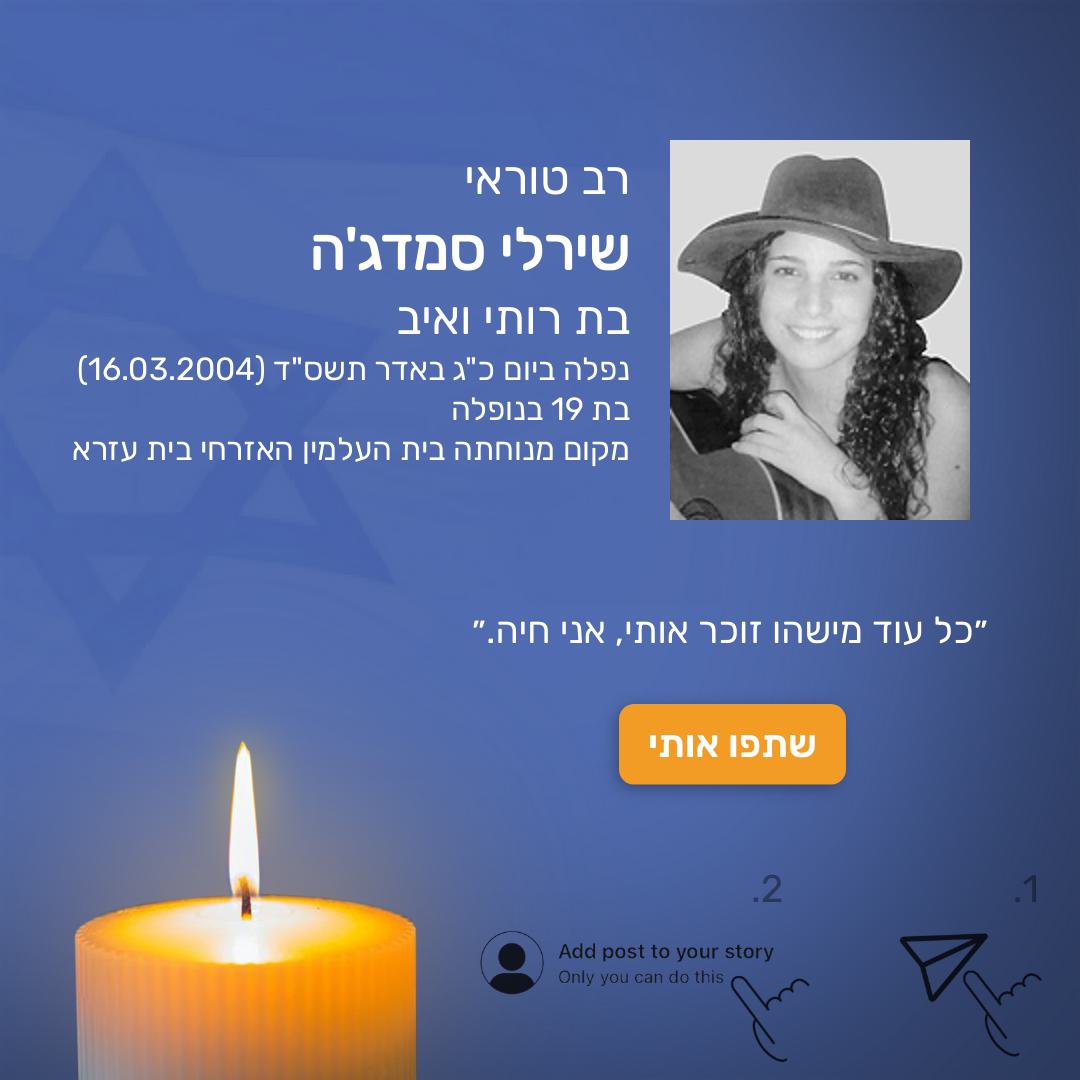 רב טוראי
שירלי סמדג'ה
בת רותי ואיב
נפלה ביום כ"ג באדר תשס"ד (16.03.2004)
בת 19 בנופלה
מקום מנוחתה בית העלמין האזרחי בית עזרא
״כל עוד מישהו זוכר אותי, אני חיה.״
שתפו אותי
1.
2.
Add post to your story
Only you can do this